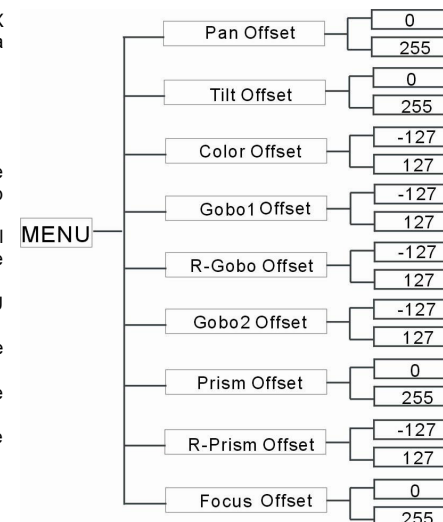 MENU
Pan Offset
0
255
Tilt Offset
0
255
Color Offset
-127
127
Gobo1 Offset
-127
127
R-Gobo Offset
-127
127
Gobo2 Offset
-127
127
Prism Offset
0
255
R-Prism Offset
-127
127
Focus Offset
0
255